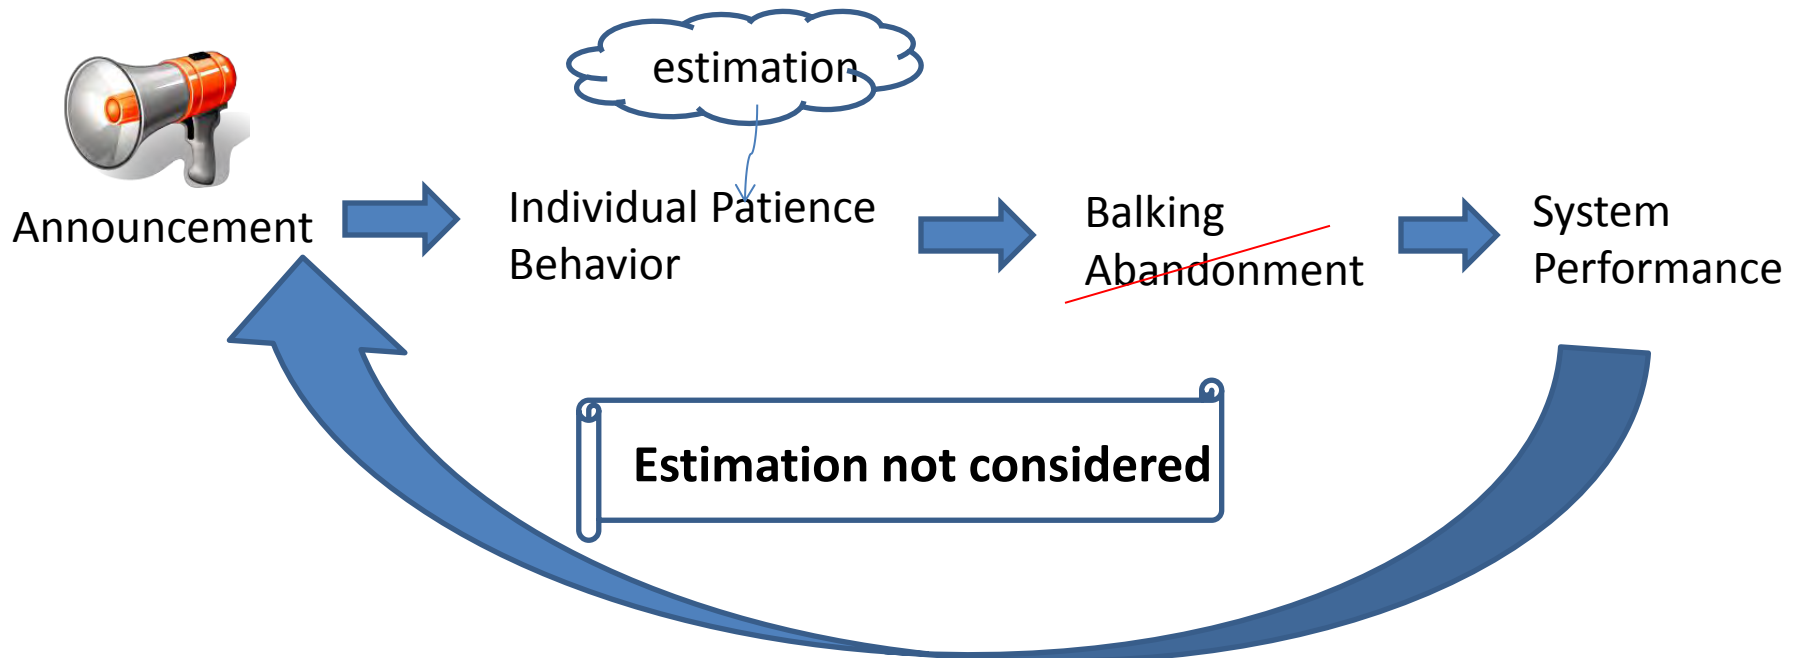 estimation
Announcement
Individual Patience
Behavior
Balking
Abandonment
System
Performance
Estimation not considered